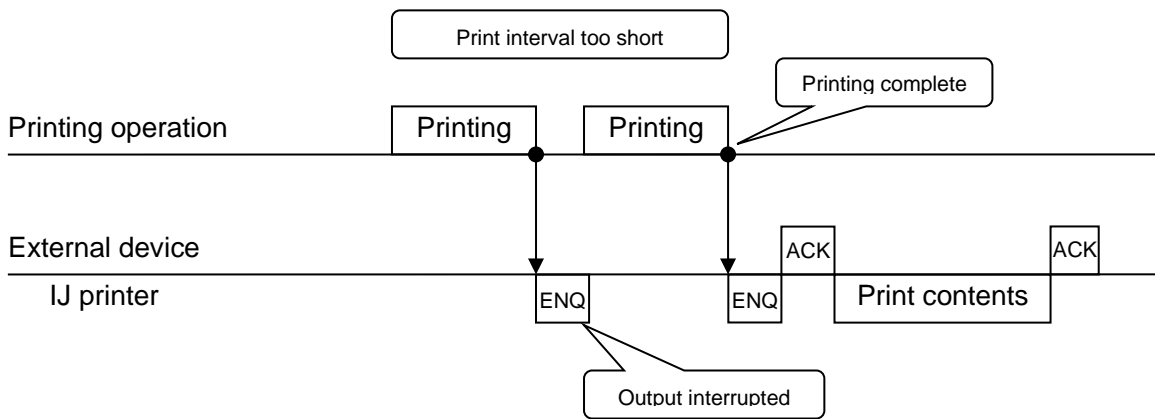 Print interval too short
Printing complete
Printing operation
Printing
Printing
External device
ACK
ACK
IJ printer
ENQ
ENQ
Print contents
Output interrupted